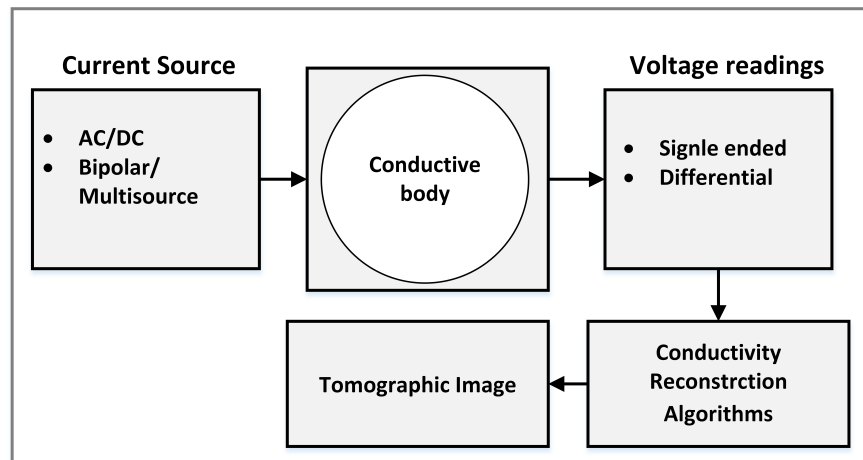 Current Source
• AC/DC
• Bipolar/
Multisource
Conductive
body
Voltage readings
• Signle ended
• Differential
Tomographic Image
Conductivity
Reconstrction
Algorithms